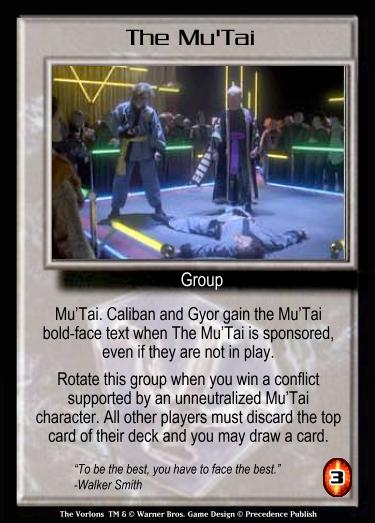 The Mu'Tai
Group
Mu'Tai. Caliban and Gyor gain the Mu'Tai
bold-face text when The Mu'Tai is sponsored,
even if they are not in play.
Rotate this group when you win a conflict
supported by an unneutralized Mu'Tai
character. All other players must discard the top
card of their deck and you may draw a card.
"To be the best, you have to face the best."
-Walker Smith
3
The Vorlons TM & © Warner Bros. Game Design © Precedence Publish